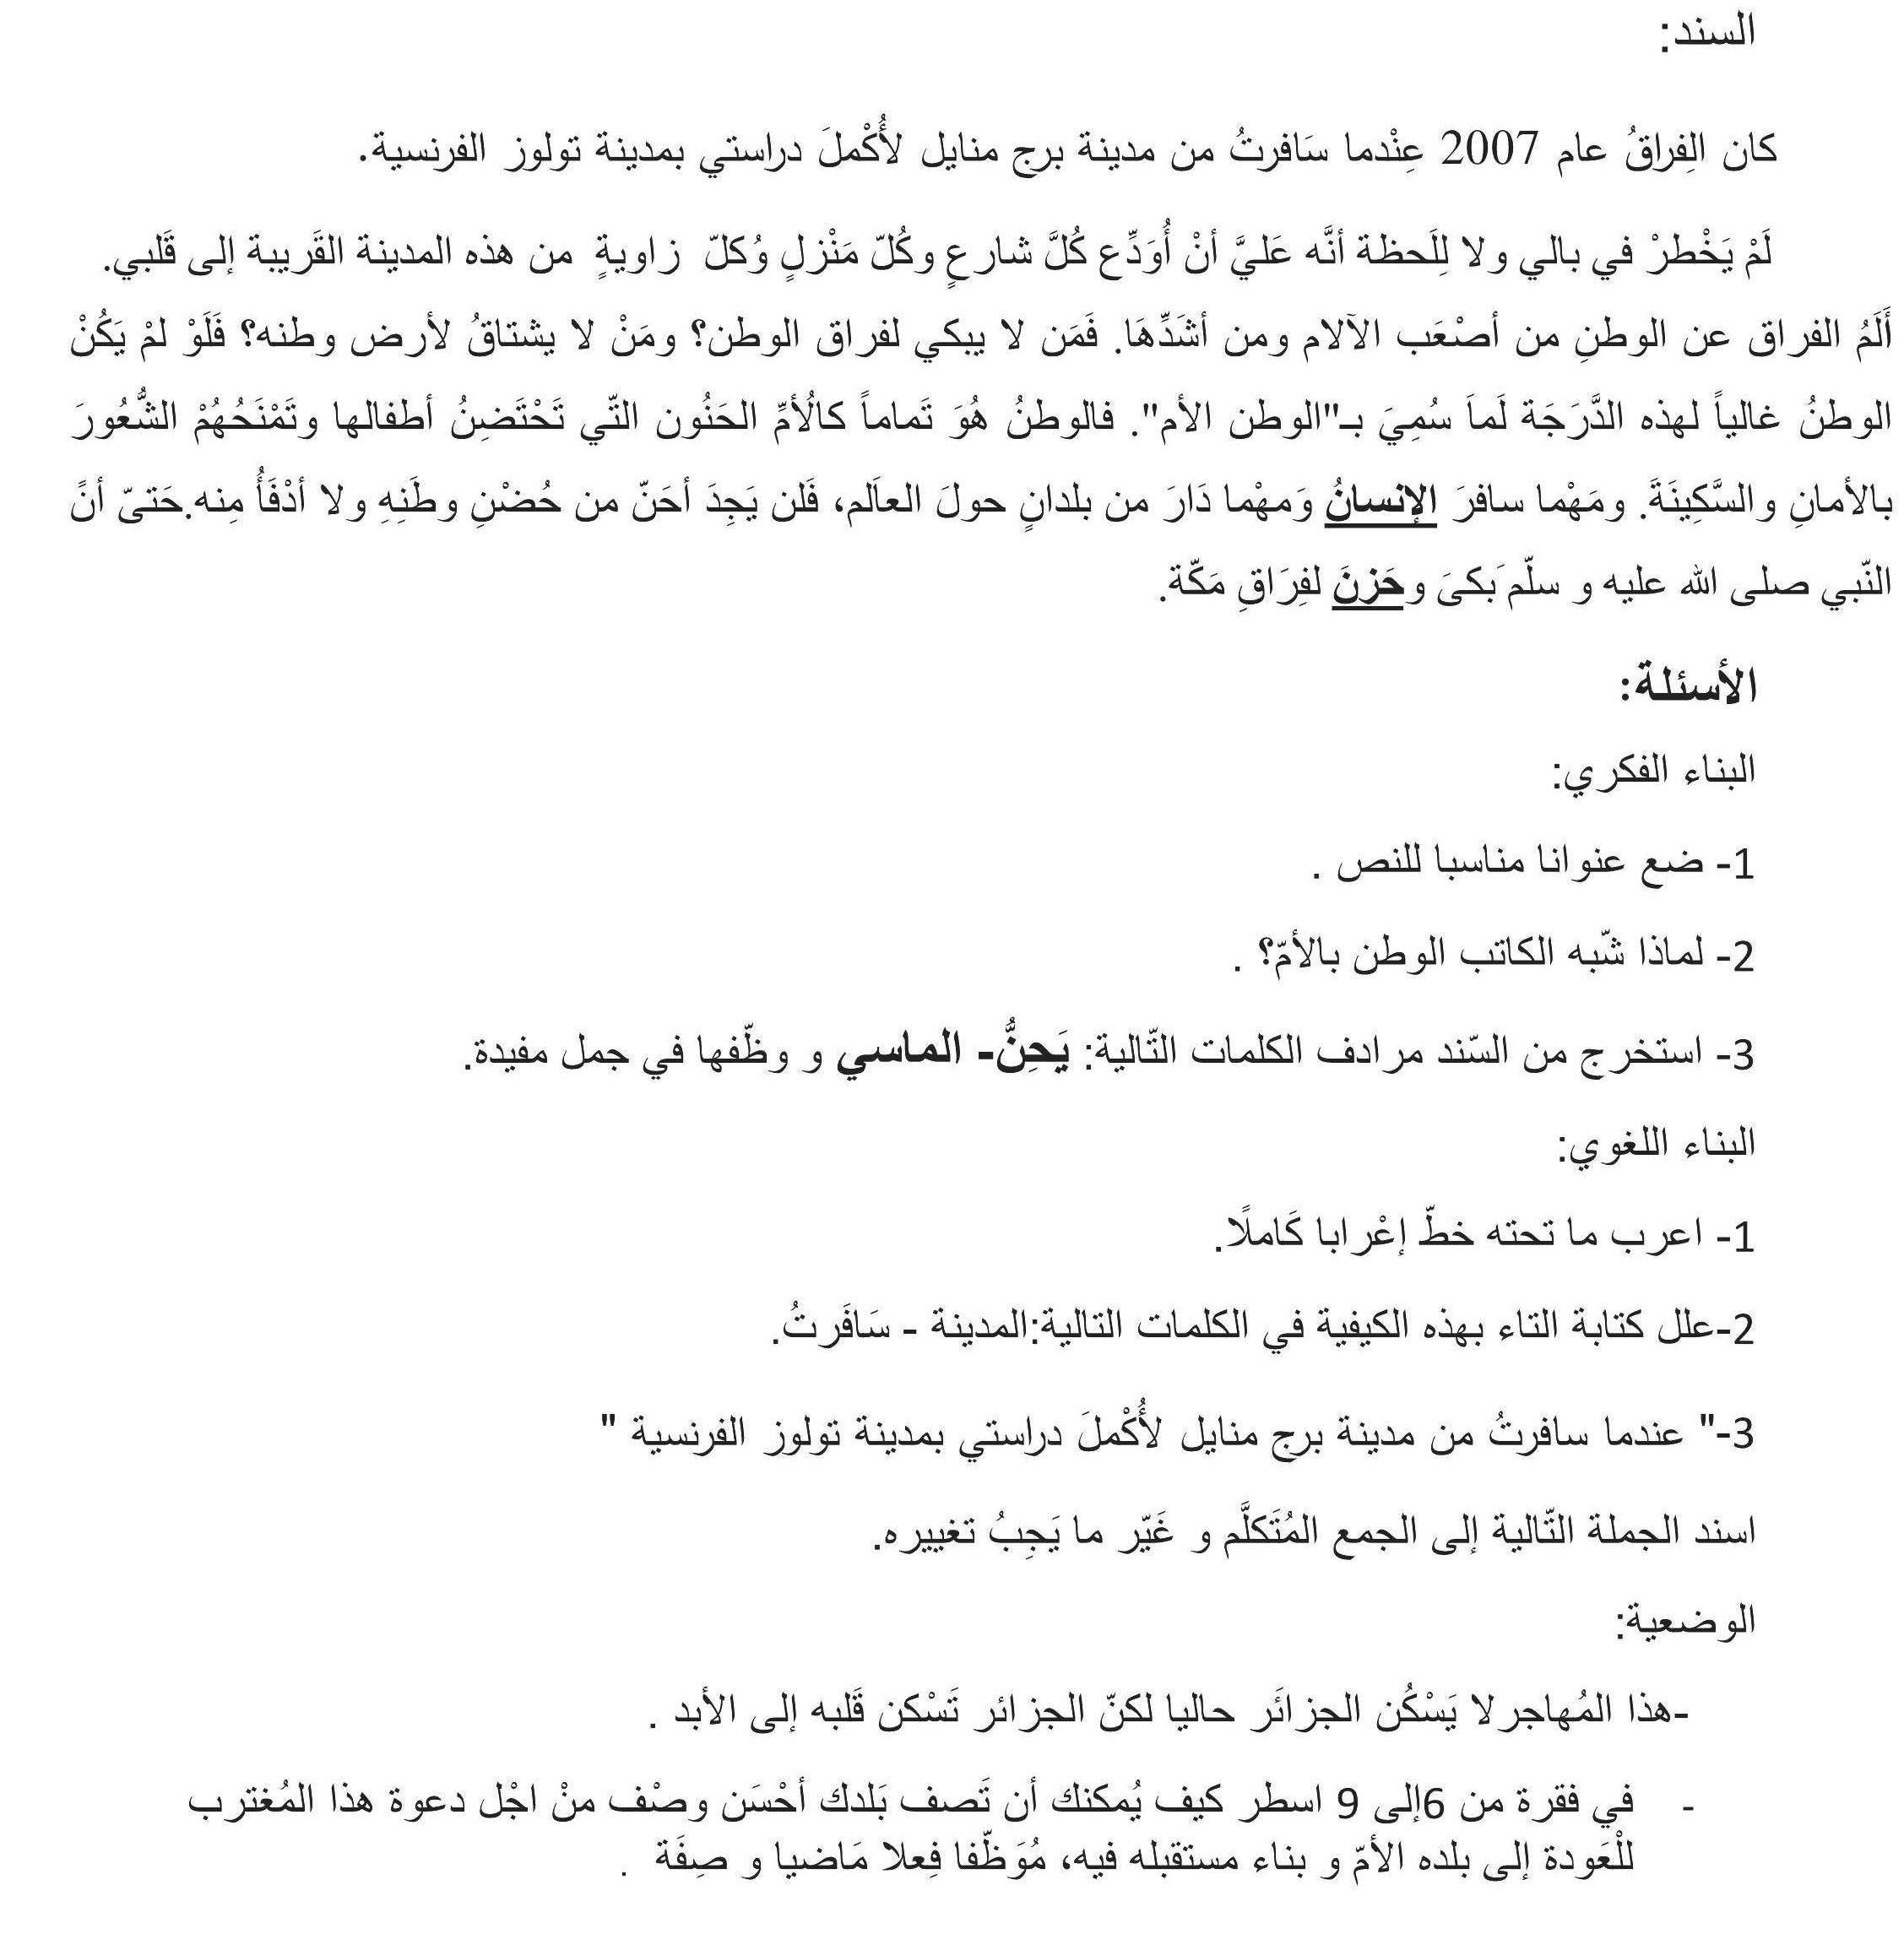 السند:
كان الِفراقُ عام 2007 عِنْدما سَافرتُ من مدينة برج منايل لأُكْملَ دراستي بمدينة تولوز الفرنسية.
لَمْ يَخْطرْ في بالي ولا لِلَحظة أنَّه عَليَّ أنْ أُوَدِّع كُلَّ شارعٍ وكُلّ مَنْزلٍ وُكلّ زاويةٍ من هذه المدينة القَريبة إلى قَلبي.
أَلَمُ الفراق عن الوطنِ من أصْعَب الآلام ومن أشَدِّهَا. فَمَن لا يبكي لفراق الوطن؟ ومَنْ لا يشتاقُ لأرض وطنه؟ فَلَوْ لمْ يَكُنْ
الوطنُ غالياً لهذه الدَّرَجَة لَماَ سُمِيَ بـ"الوطن الأم". فالوطنُ هُوَ تَماماً كالُأمِّ الحَنُون التّي تَحْتَضِنُ أطفالها وتَمْنَحُهُمْ الشُّعُورَ
بالأمانِ والسَّكِينَةَ. ومَهْما سافرَ الإنسانُ وَمهْما دَارَ من بلدانٍ حولَ العاَلم، فَلن يَجِدَ أحَنّ من حُضْنِ وطَنِهِ ولا أدْفَأُ مِنه.حَتىّ أنً
النّبي صلى الله عليه و سلّم َبكىَ وحَزنَ لفِرَاقِ مَكّة.
الأسئلة:
البناء الفكري:
1- ضع عنوانا مناسبا للنص .
2- لماذا شّبه الكاتب الوطن بالأمّ؟ .
3- استخرج من السّند مرادف الكلمات التّالية: يَحِنُّ- الماسي و وظّفها في جمل مفيدة.
البناء اللغوي:
1- اعرب ما تحته خطّ إعْرابا كَاملًا.
2-علل كتابة التاء بهذه الكيفية في الكلمات التالية:المدينة - سَافَرتُ.
3-" عندما سافرتُ من مدينة برج منايل لأُكْملَ دراستي بمدينة تولوز الفرنسية "
اسند الجملة التّالية إلى الجمع المُتَكلَّم و غَيّر ما يَجِبُ تغييره.
الوضعية:
-هذا المُهاجرلا يَسْكُن الجزائَر حاليا لكنّ الجزائر تَسْكن قَلبه إلى الأبد .
- في فقرة من 6إلى 9 اسطر كيف يُمكنك أن تَصف بَلدك أحْسَن وصْف منْ اجْل دعوة هذا المُغترب
للْعَودة إلى بلده الأمّ و بناء مستقبله فيه، مُوَظّفا فِعلا مَاضيا و صِفَة .